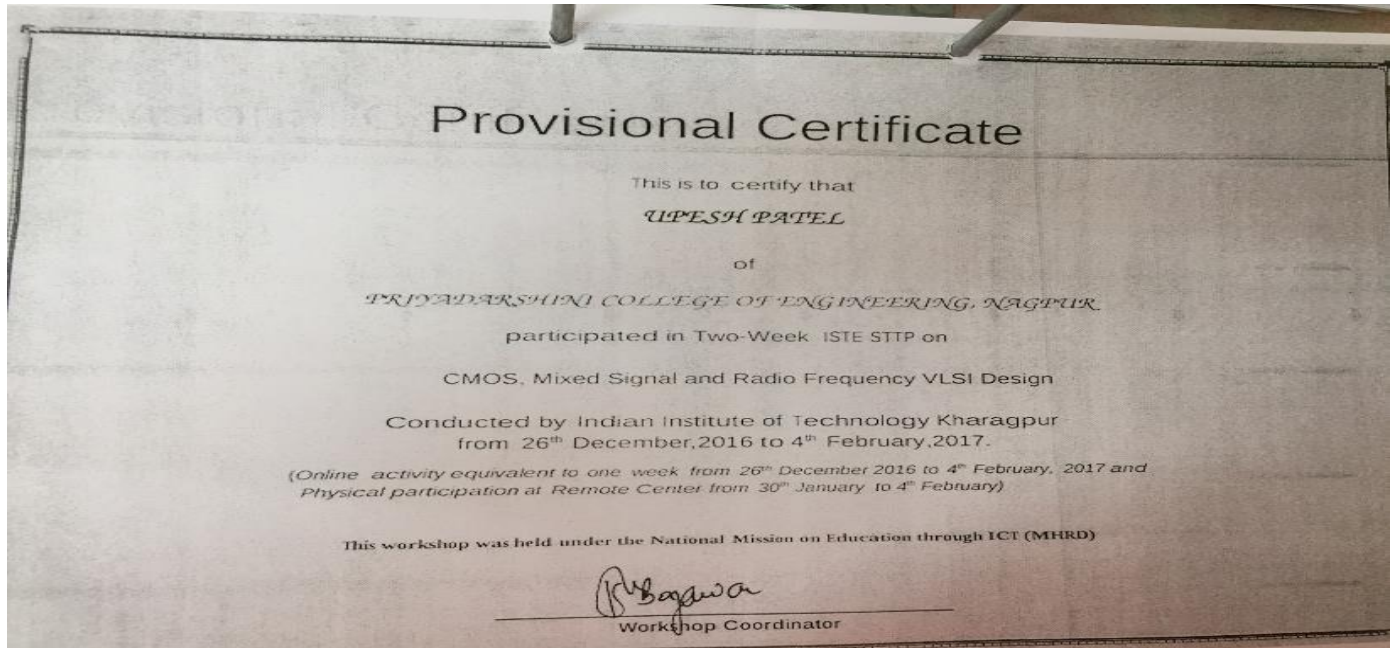 Provisional Certificate
This is to certify that
UPESH PATEL
of
PRIYADARSHINI COLLEGE OF ENGINEERING, NAGPUR
participated in Two-Week ISTE STTP on
CMOS, Mixed Signal and Radio Frequency VLSI Design
Conducted by Indian Institute of Technology Kharagpur
from 26th December,2016 to 4th February,2017.
(Online activity equivalent to one week from 26th December 2016 to 4th February, 2017 and
Physical participation at Remote Center from 30th January to 4th February)
This workshop was held under the National Mission on Education through ICT (MHRD)
Workshop Coordinator